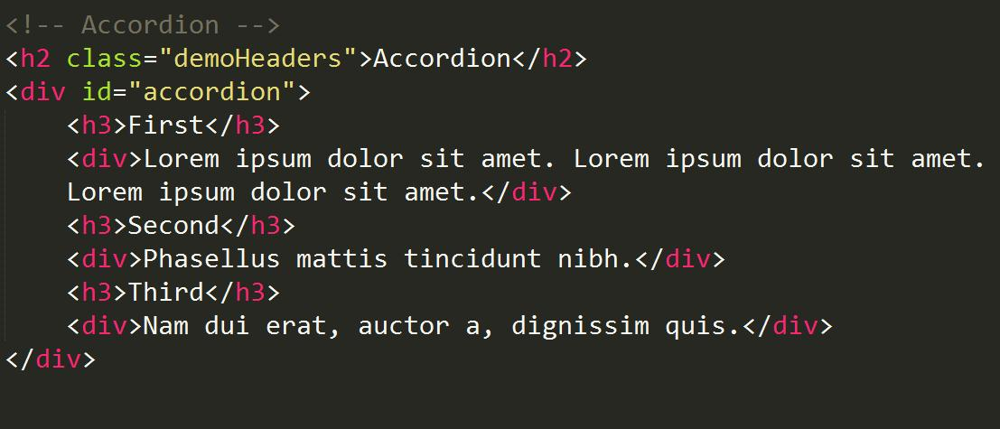 <!-- Accordion -->
<h2 class="demoHeaders">Accordion</h2>
<div id="accordion">
    <h3>First</h3>
    <div>Lorem ipsum dolor sit amet. Lorem ipsum dolor sit amet.
    Lorem ipsum dolor sit amet.</div>
    <h3>Second</h3>
    <div>Phasellus mattis tincidunt nibh.</div>
    <h3>Third</h3>
    <div>Nam dui erat, auctor a, dignissim quis.</div>
</div>